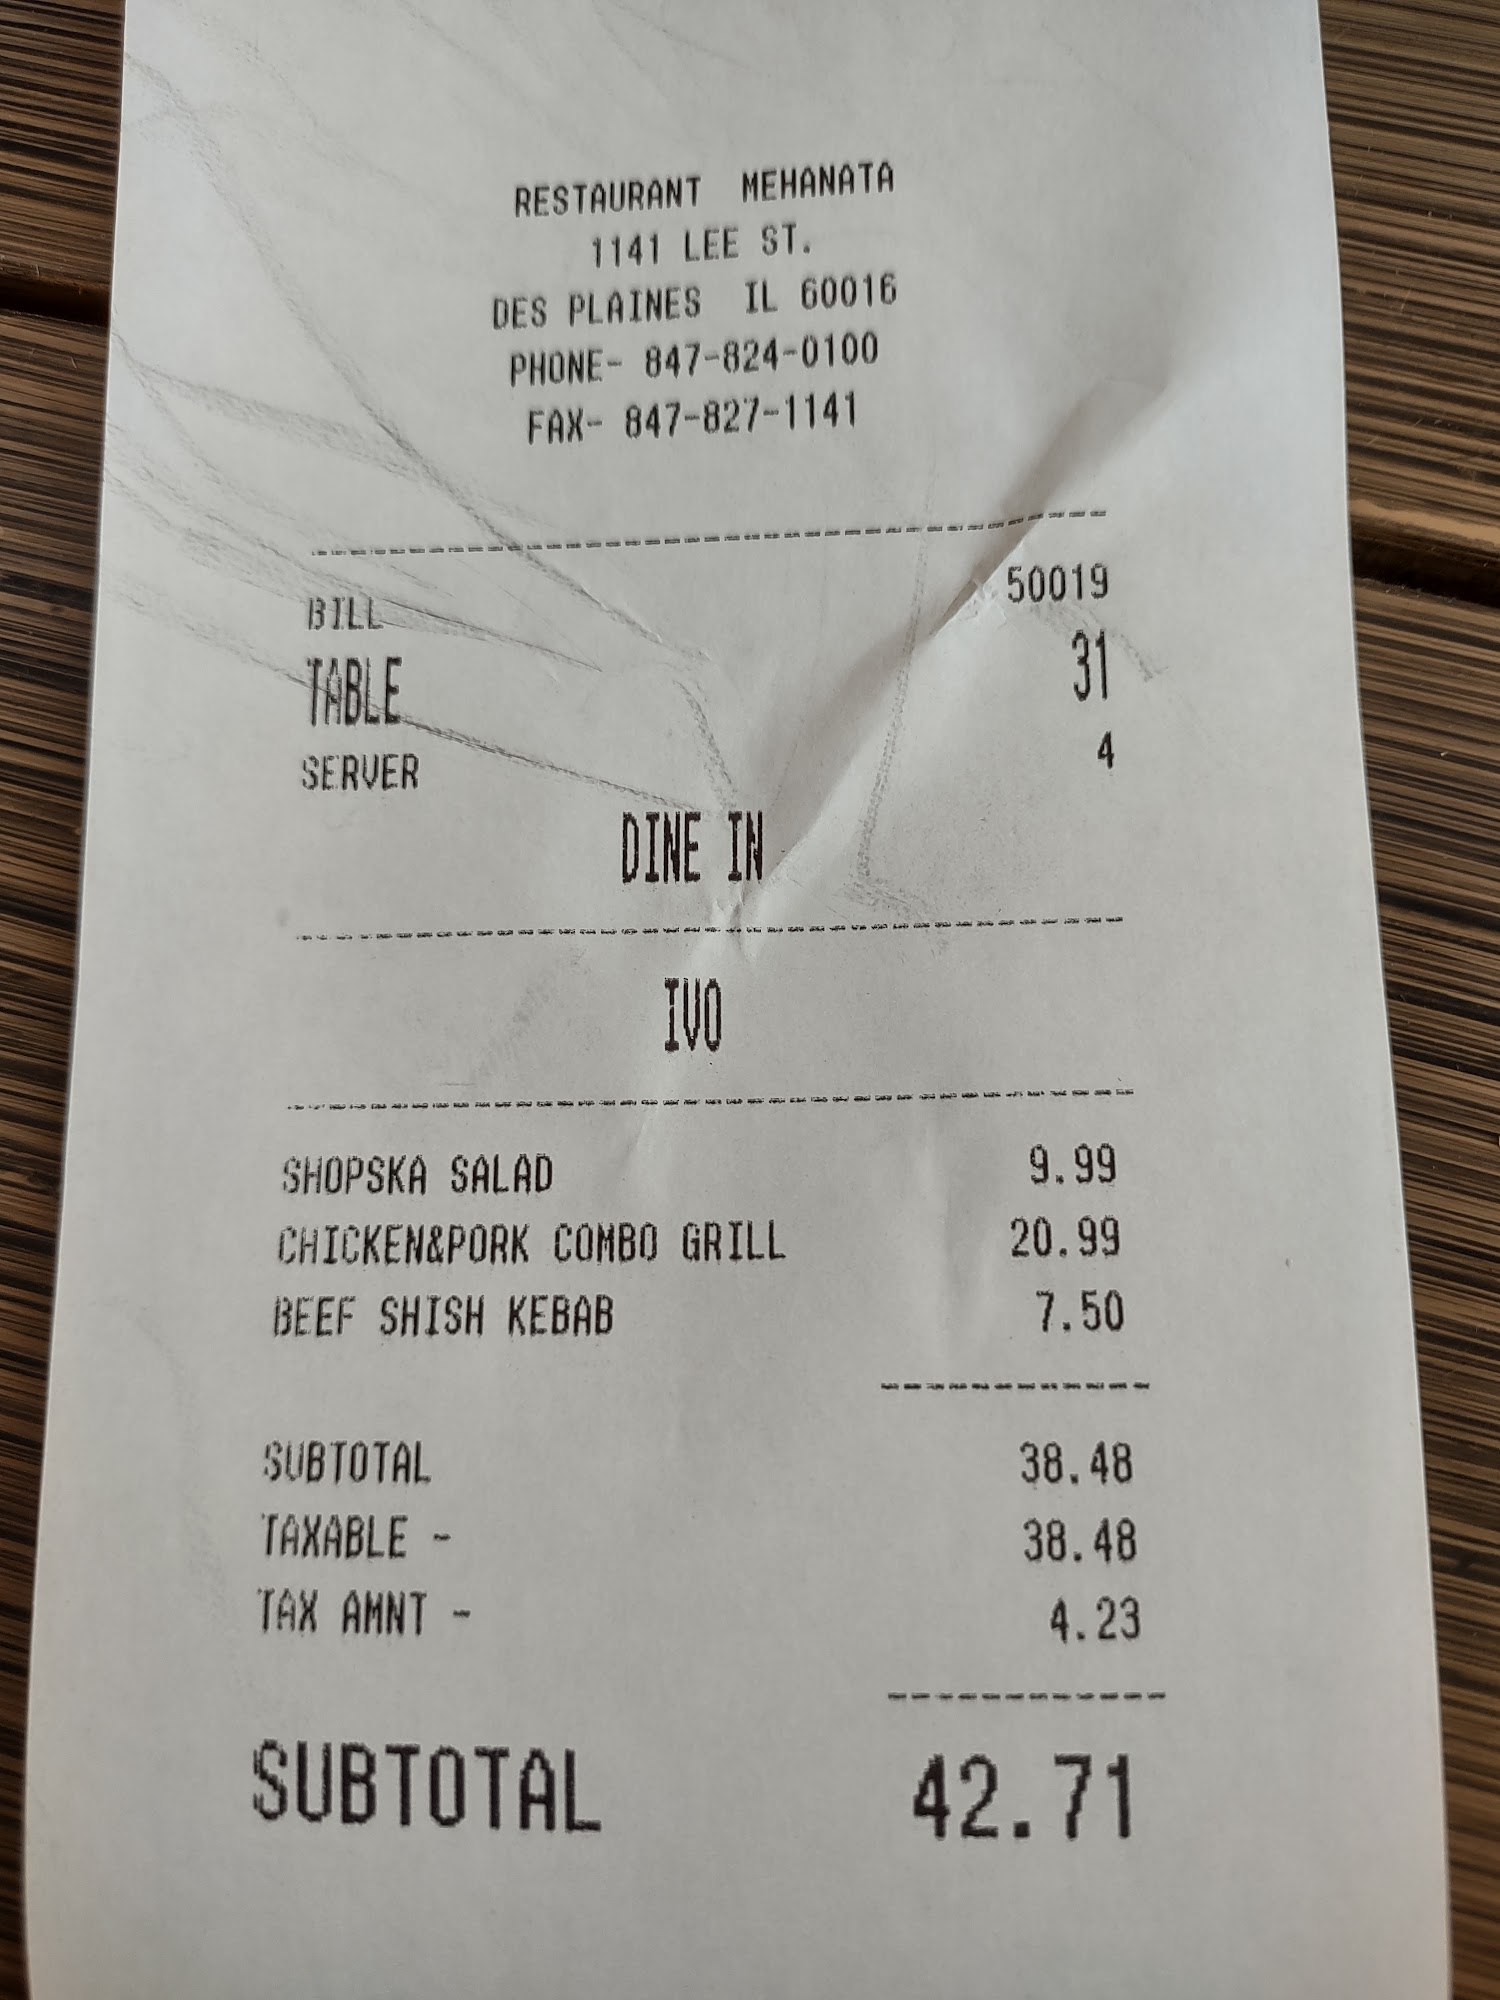 RESTAURANT MEHANATA
1141 LEE ST.
DES PLAINES IL 60016
PHONE- 847-824-0100
FAX- 847-827-1141
BILL 50019
TABLE 31
SERVER 4
DINE IN
IVO
SHOPSKA SALAD 9.99
CHICKEN&PORK COMBO GRILL 20.99
BEEF SHISH KEBAB 7.50
SUBTOTAL 38.48
TAXABLE - 38.48
TAX AMNT - 4.23
SUBTOTAL 42.71